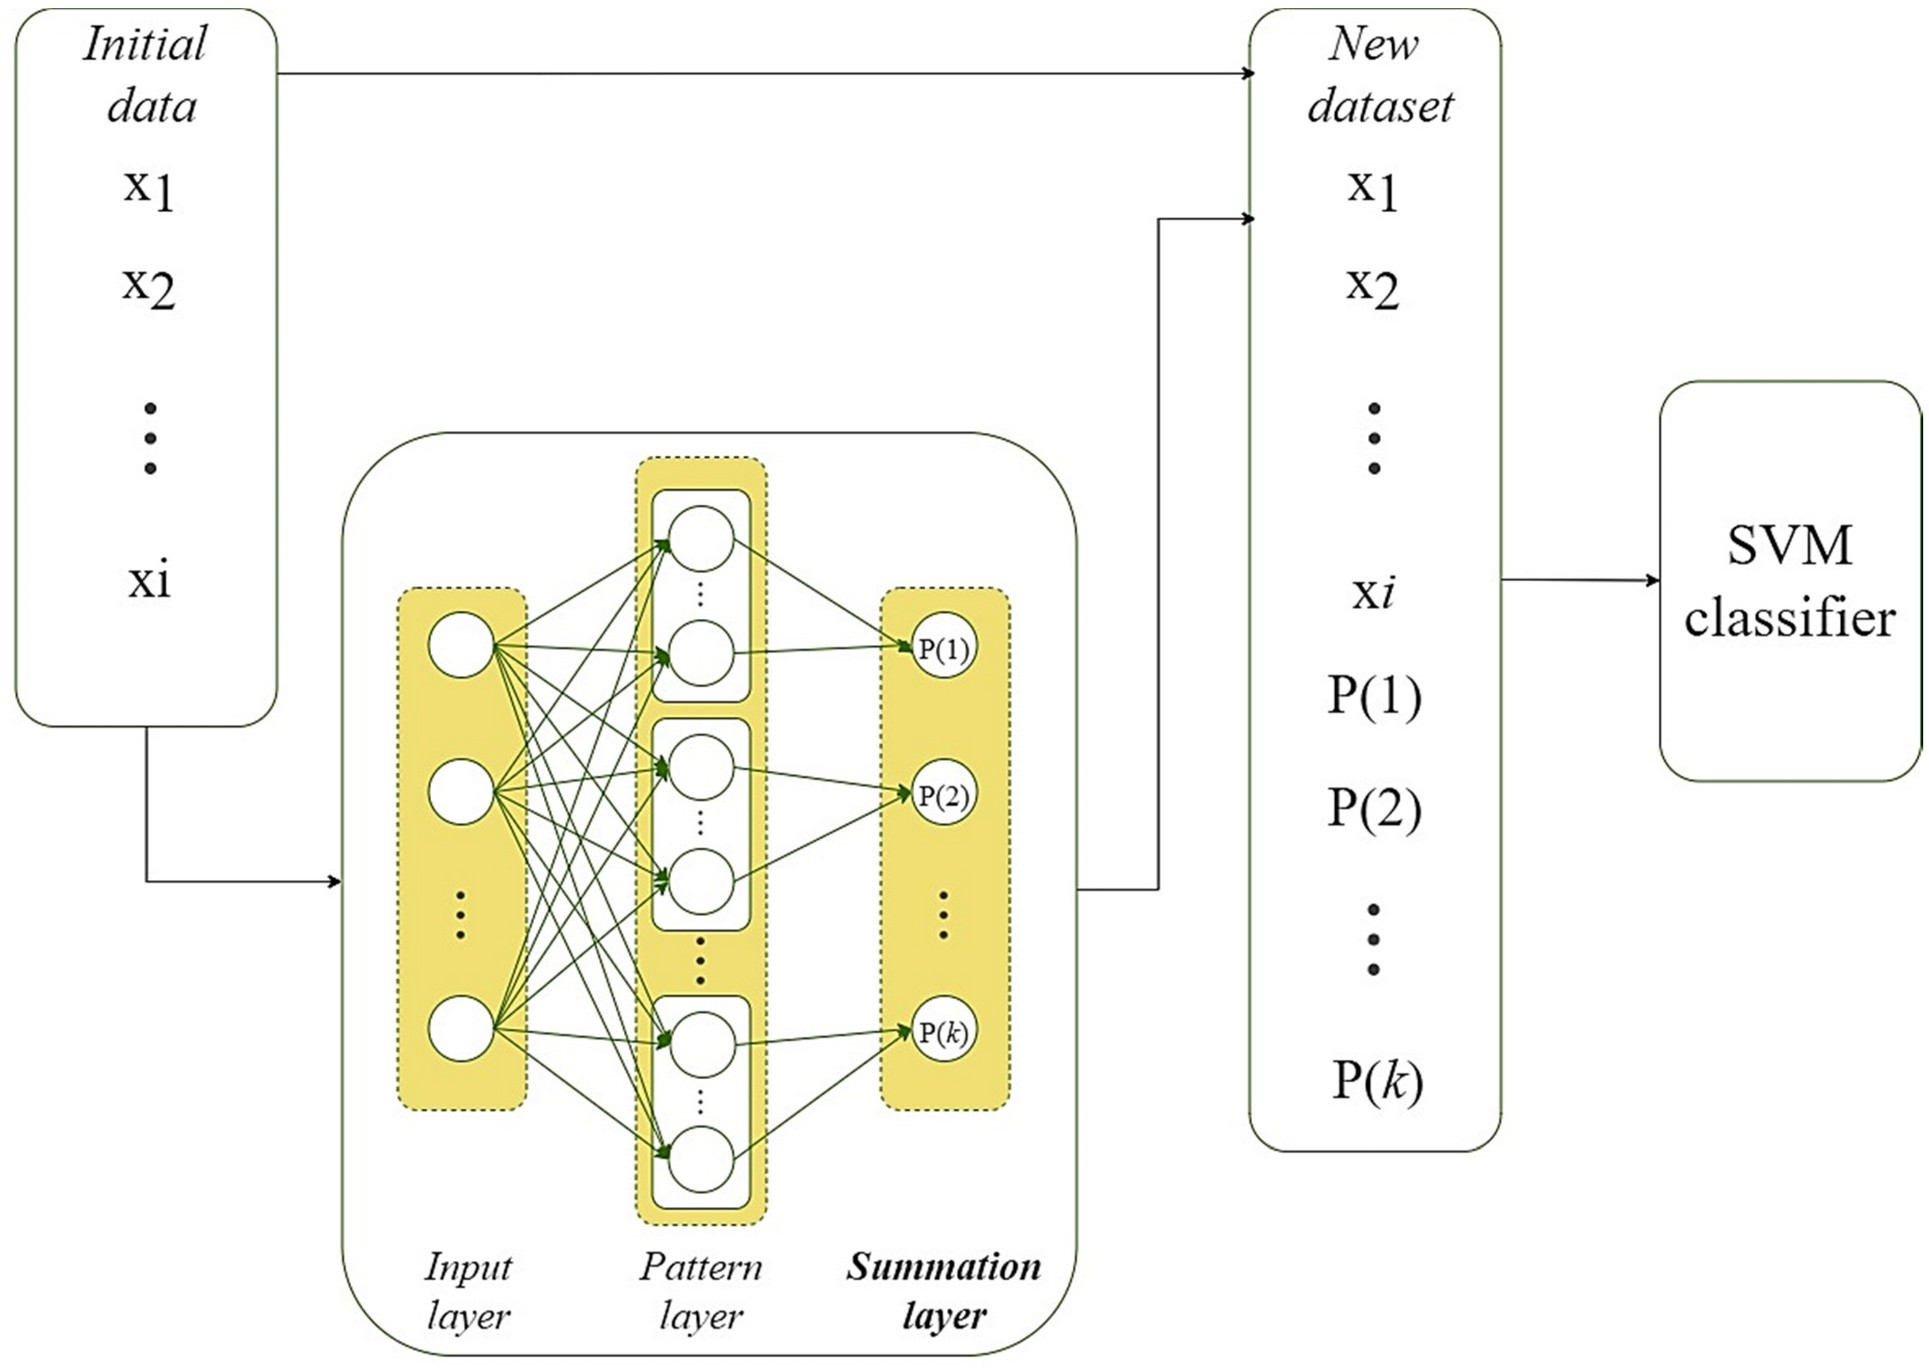 Initial
data
x1
x2
xi
P(1)
P(2)
P(k)
Input
layer
Pattern
layer
Summation
layer
New
dataset
x1
x2
xi
P(1)
P(2)
P(k)
SVM
classifier